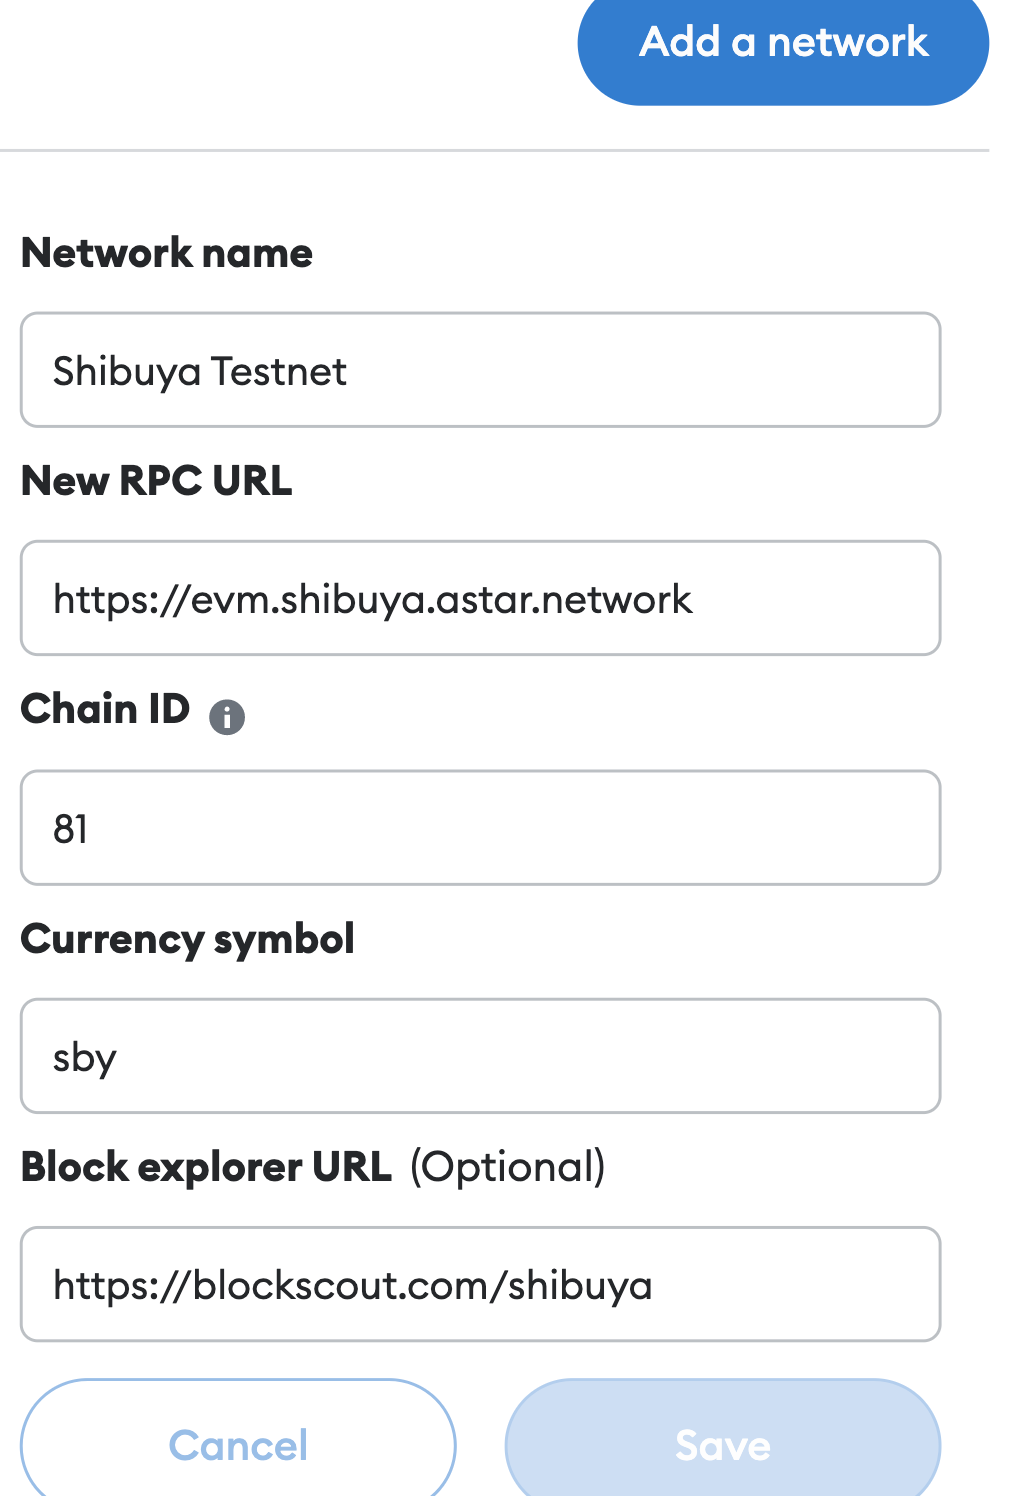 Add a network
Network name
Shibuya Testnet
New RPC URL
https://evm.shibuya.astar.network
Chain ID
81
Currency symbol
sby
Block explorer URL (Optional)
https://blockscout.com/shibuya
Cancel
Save